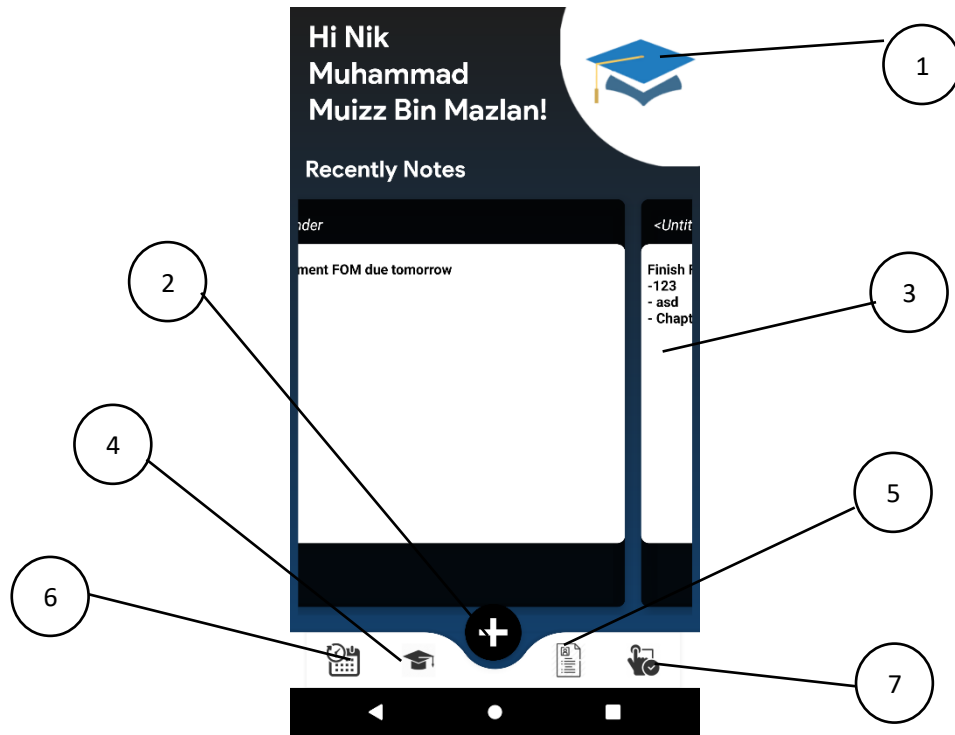 Hi Nik
Muhammad
Muizz Bin Mazlan!
1
Recently Notes
nder
<Untit
ment FOM due tomorrow
Finish F
-123
- asd
- Chapt
2
3
4
5
6
7